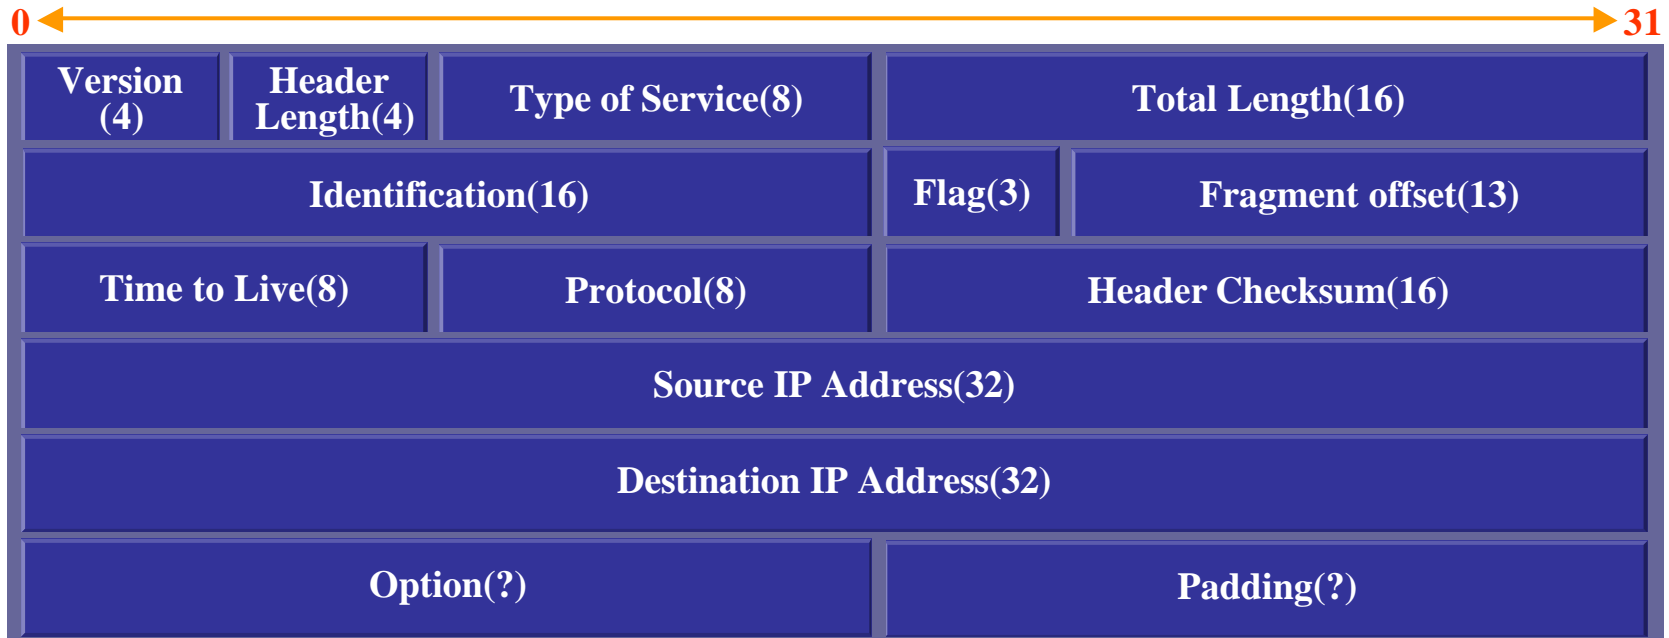 0 31
Version
(4)
Header
Length(4)
Type of Service(8)
Total Length(16)
Identification(16)
Flag(3)
Fragment offset(13)
Time to Live(8)
Protocol(8)
Header Checksum(16)
Source IP Address(32)
Destination IP Address(32)
Option(?)
Padding(?)